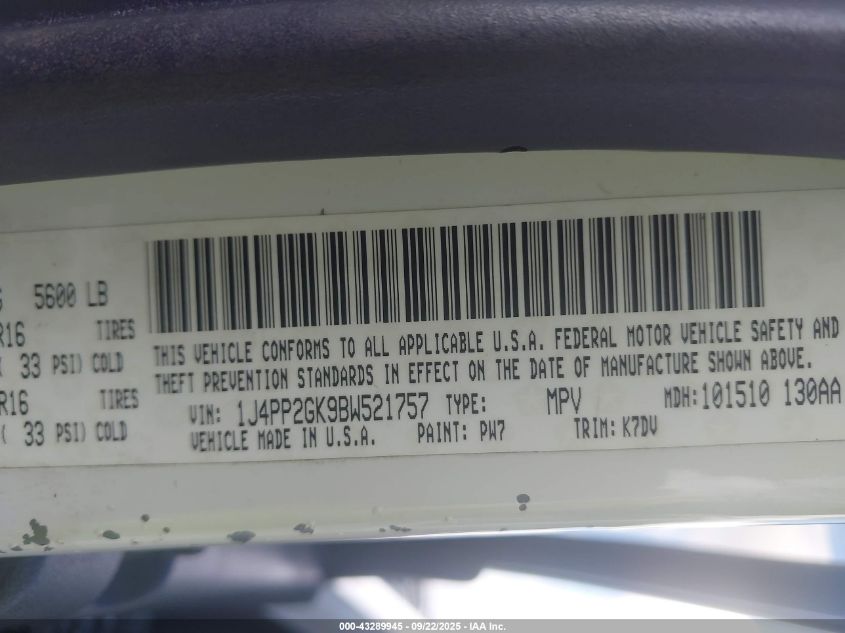 5600 LB
R16 TIRES
( 33 PSI) COLD
R16 TIRES
( 33 PSI) COLD
THIS VEHICLE CONFORMS TO ALL APPLICABLE U.S.A. FEDERAL MOTOR VEHICLE SAFETY AND
THEFT PREVENTION STANDARDS IN EFFECT ON THE DATE OF MANUFACTURE SHOWN ABOVE.
VIN: 1J4PP2GK9BW521757 TYPE: MPV MDH:101510 130AA
VEHICLE MADE IN U.S.A. PAINT: PW7 TRIM: K7DV
000-43289945 - 09/22/2025 - IAA Inc.